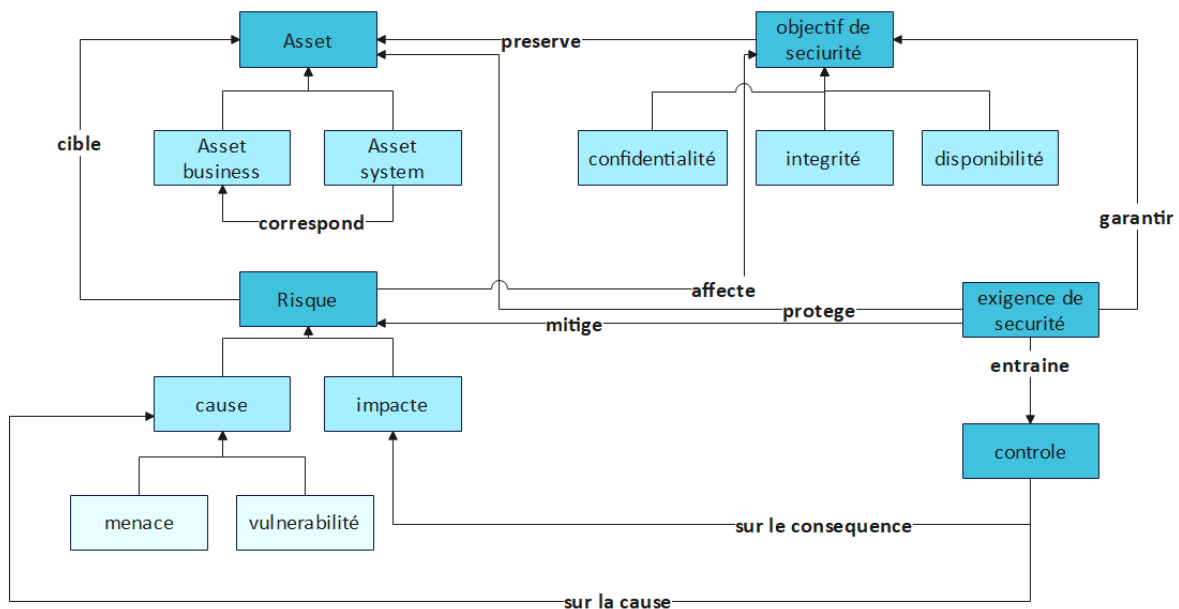 Asset
preserve
objectif de
seciurité
cible
Asset
business
Asset
system
confidentialité
integrité
disponibilité
correspond
garantir
Risque
affecte
protege
exigence de
securité
mitige
entraine
cause
impacte
controle
menace
vulnerabilité
sur le consequence
sur la cause